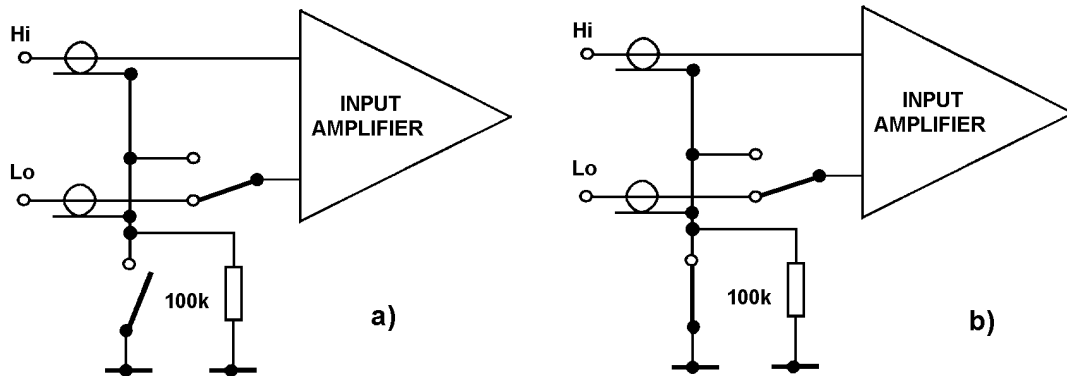 Hi
INPUT
AMPLIFIER
Lo
100k
a)
Hi
INPUT
AMPLIFIER
Lo
100k
b)